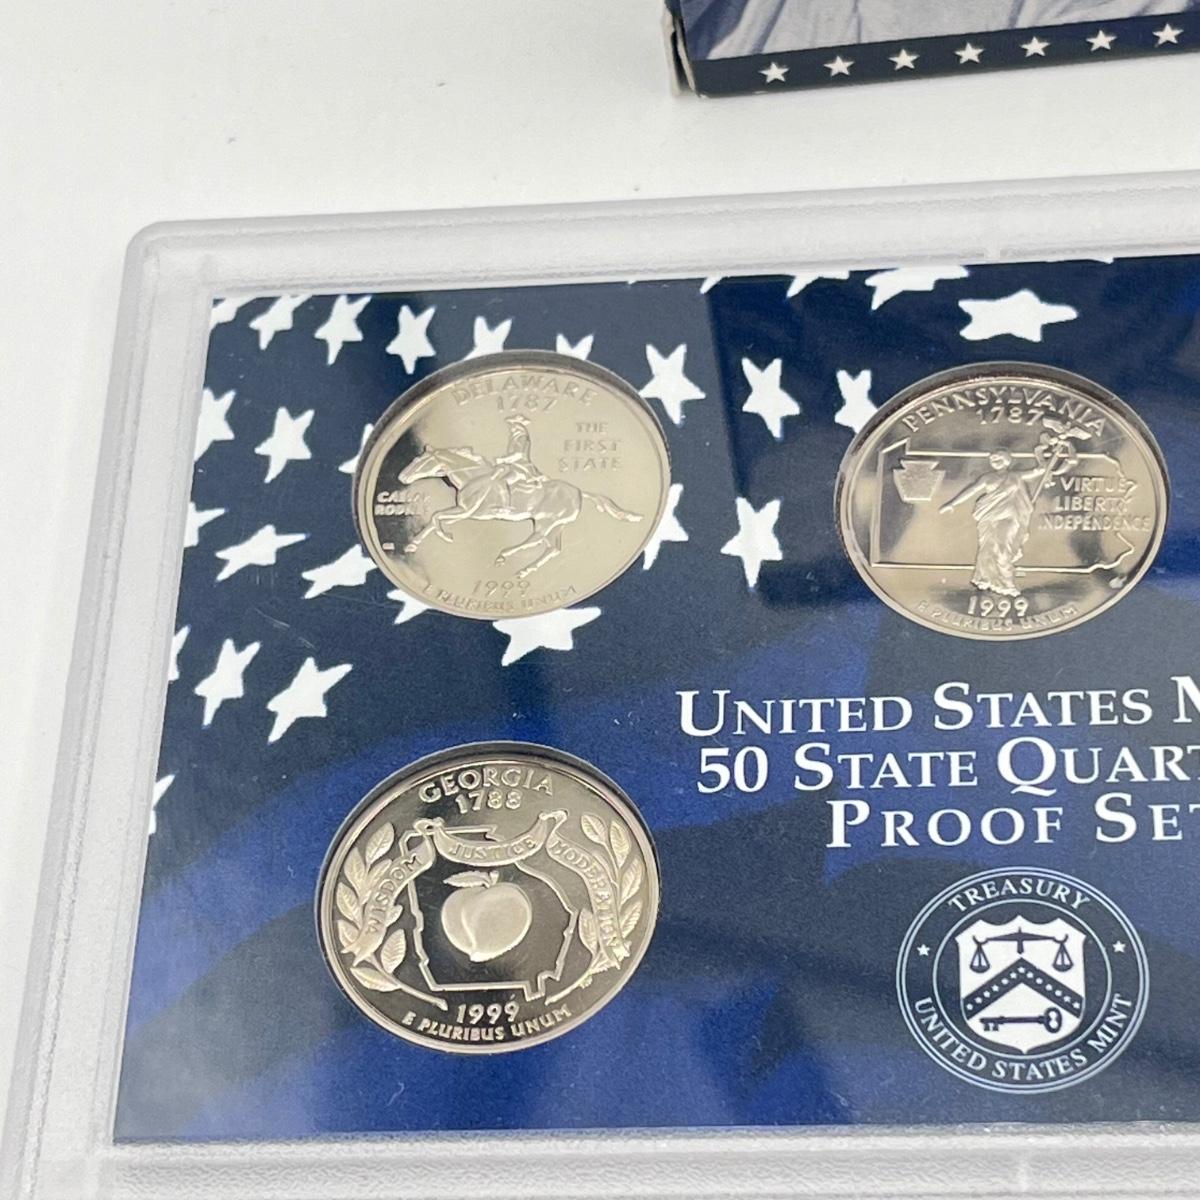 DELAWARE
1787
THE
FIRST
STATE
CAESAR
RODNEY
1999
E PLURIBUS UNUM
PENNSYLVANIA
1787
VIRTUE
LIBERTY
INDEPENDENCE
1999
E PLURIBUS UNUM
UNITED STATES M
50 STATE QUART
PROOF SET
GEORGIA
1788
WISDOM JUSTICE MODERATION
1999
E PLURIBUS UNUM
TREASURY
UNITED STATES MINT